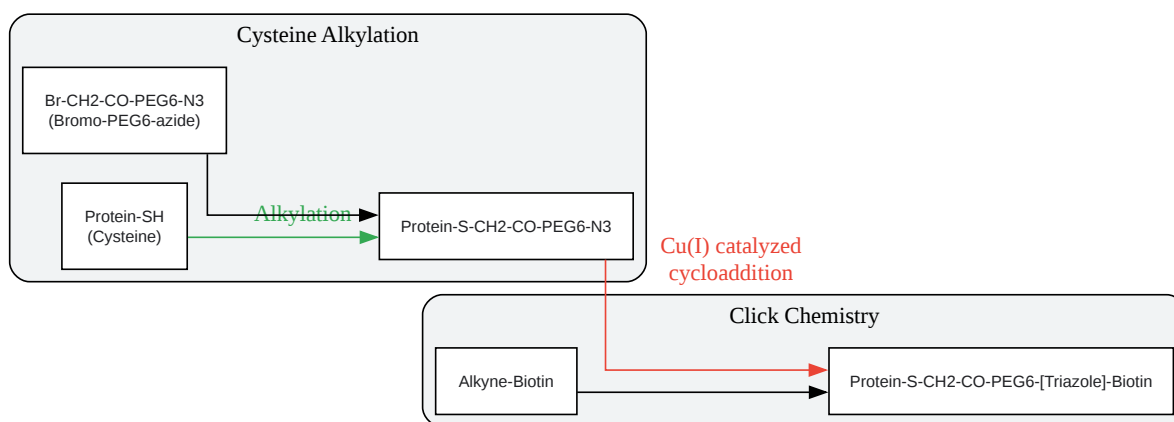 Cysteine Alkylation
Br-CH2-CO-PEG6-N3
(Bromo-PEG6-azide)
Protein-SH
(Cysteine)
Alkylation
Protein-S-CH2-CO-PEG6-N3
Cu(I) catalyzed
cycloaddition
Click Chemistry
Alkyne-Biotin
Protein-S-CH2-CO-PEG6-[Triazole]-Biotin